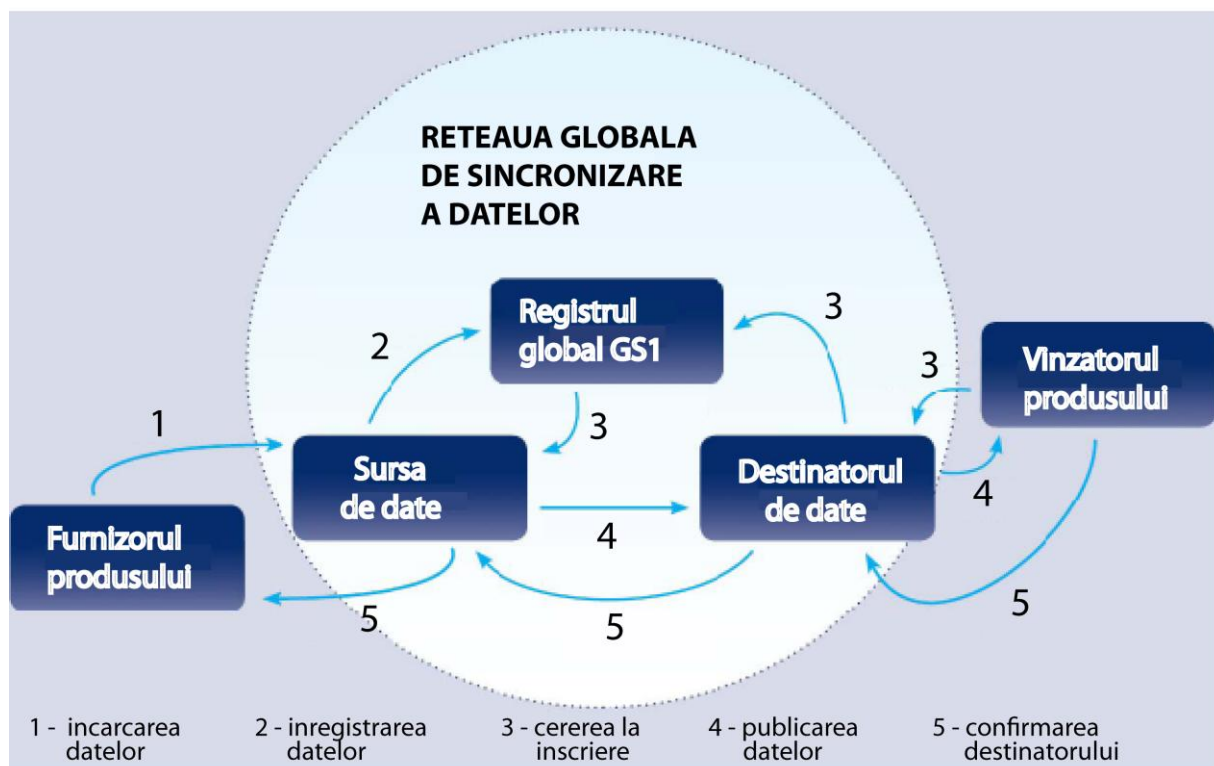 RETEAUA GLOBALA
DE SINCRONIZARE
A DATELOR
Registrul
global GS1
3
2
3
Vinzatorul
produsului
1
3
Sursa
de date
Destinatorul
de date
4
4
Furnizorul
produsului
5
5
5
1 - incarcarea
datelor
2 - inregistrarea
datelor
3 - cererea la
inscriere
4 - publicarea
datelor
5 - confirmarea
destinatorului